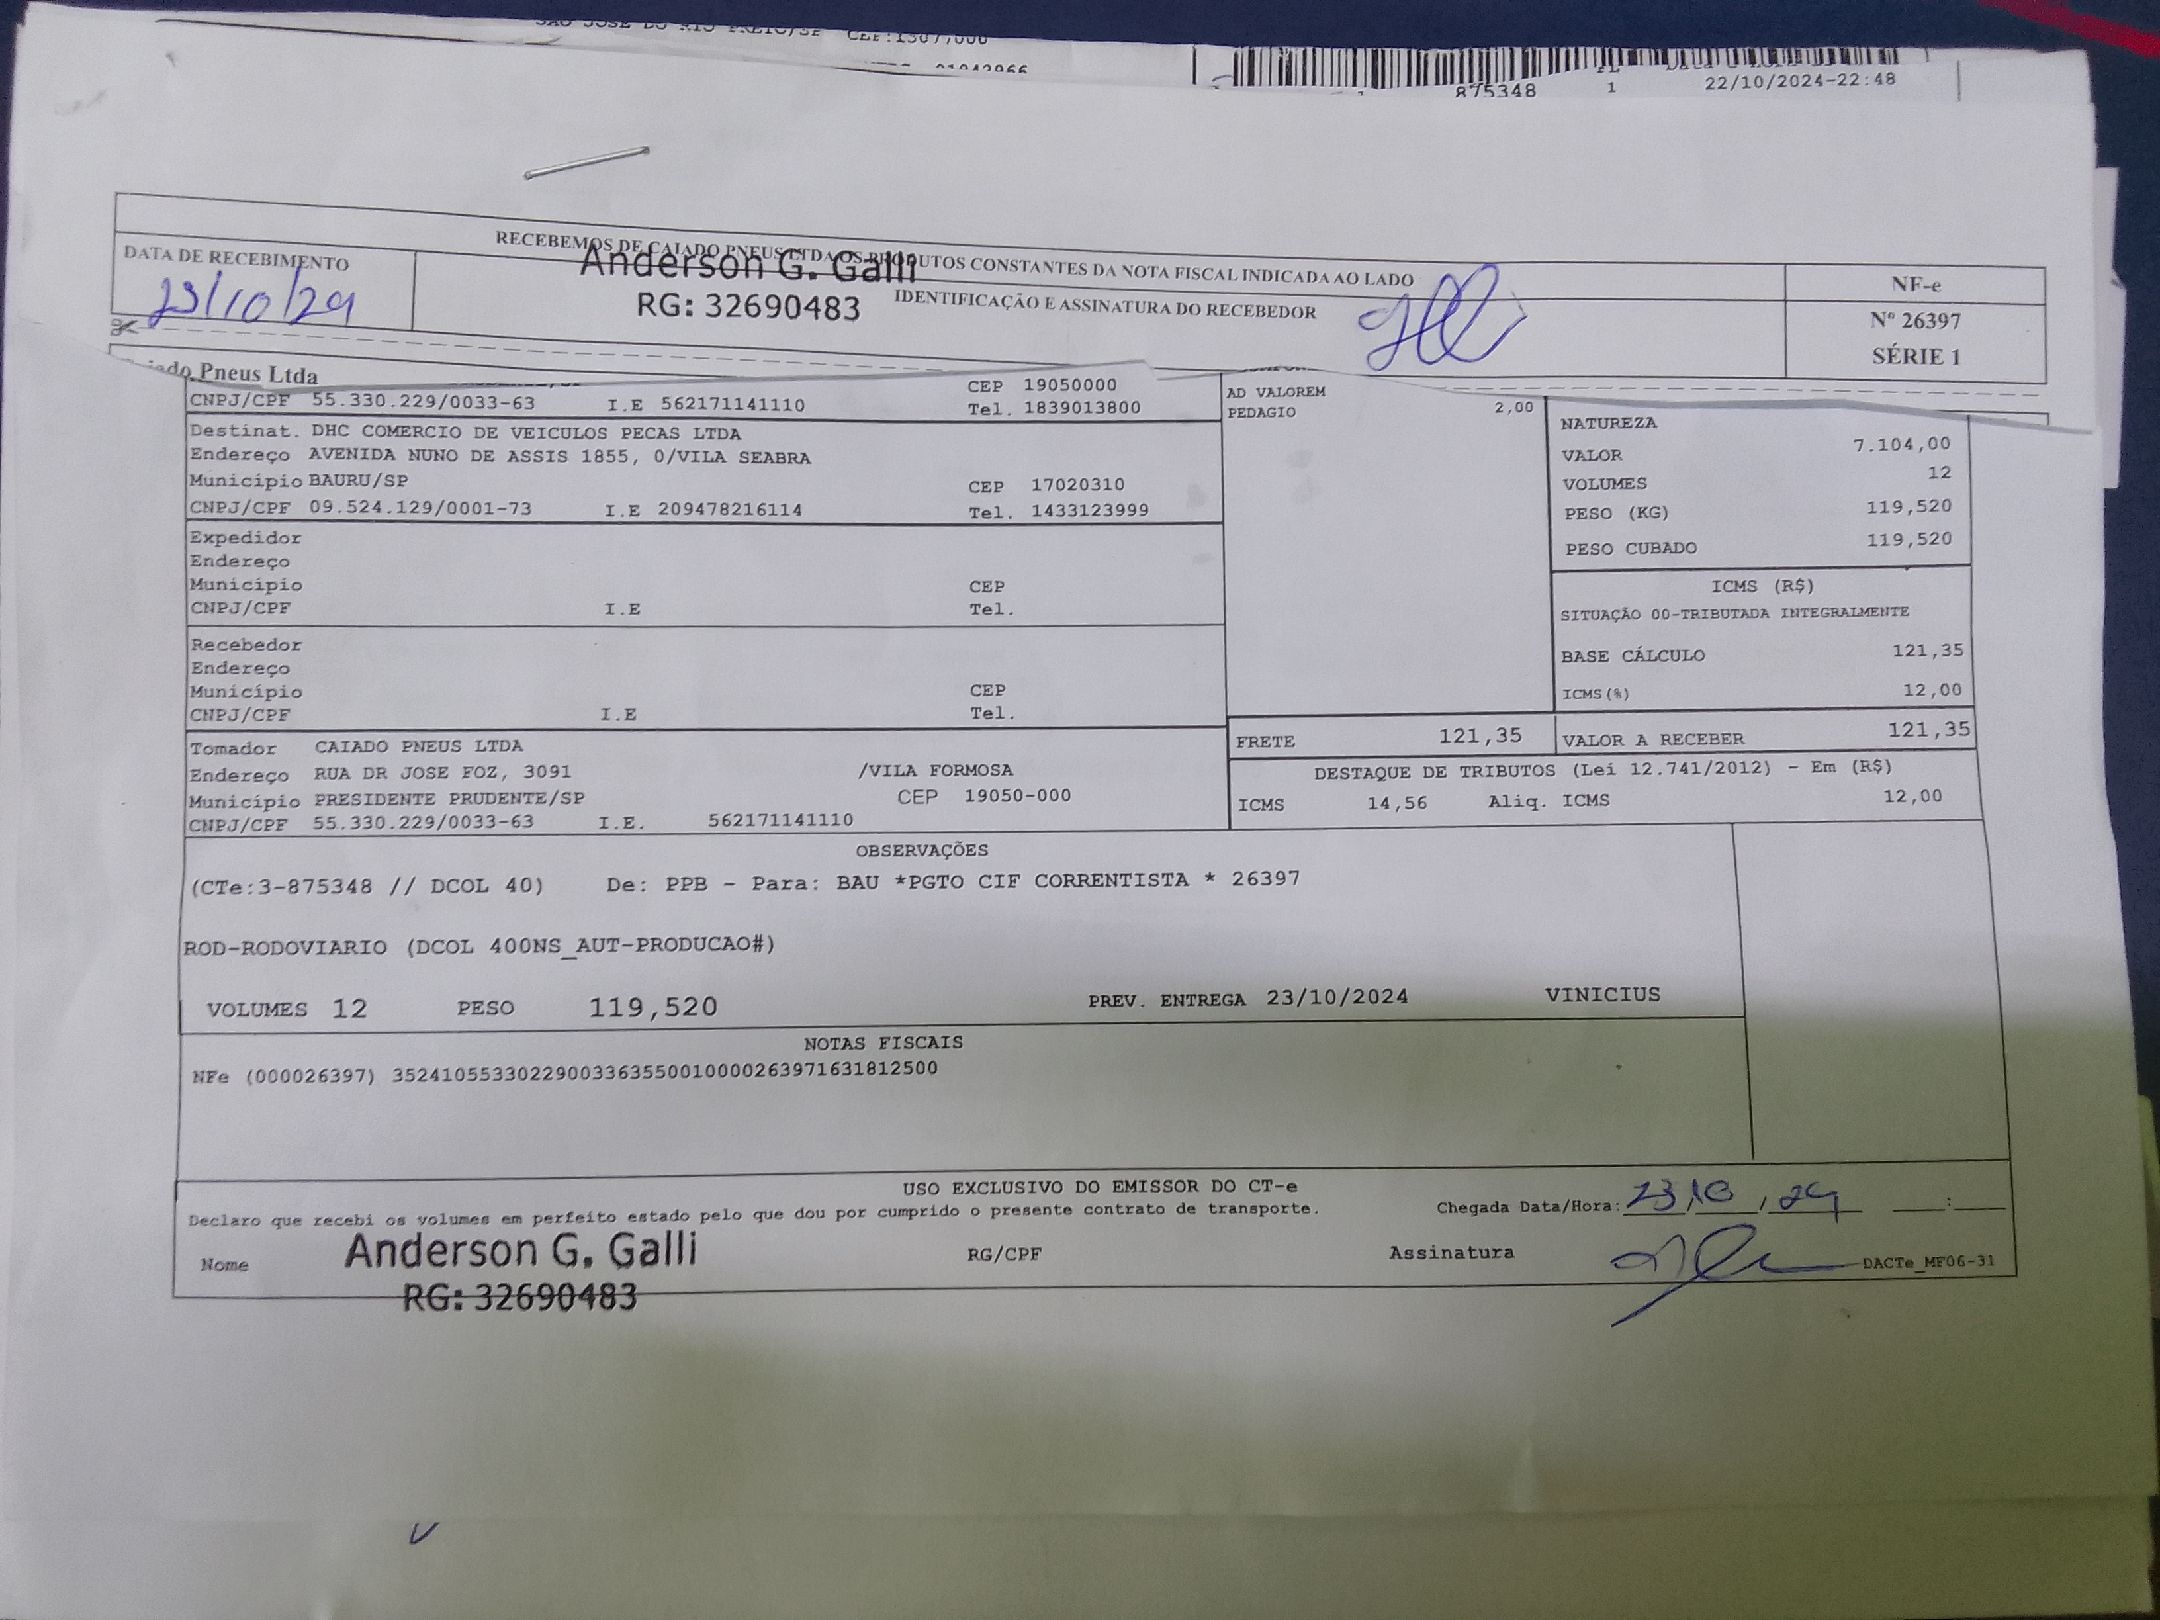 SAO JOSE DO RIO PRETO/SP CEP:1507/000
875348 1 22/10/2024-22:48
RECEBEMOS DE CAIADO PNEUS LTDA OS PRODUTOS CONSTANTES DA NOTA FISCAL INDICADA AO LADO
DATA DE RECEBIMENTO
23/10/24
Anderson G. Galli
RG: 32690483
IDENTIFICAÇÃO E ASSINATURA DO RECEBEDOR
NF-e
Nº 26397
SÉRIE 1
Pneus Ltda
CEP 19050000
CNPJ/CPF 55.330.229/0033-63 I.E 562171141110 Tel. 1839013800
AD VALOREM
PEDAGIO 2,00
Destinat. DHC COMERCIO DE VEICULOS PECAS LTDA
Endereço AVENIDA NUNO DE ASSIS 1855, 0/VILA SEABRA
Município BAURU/SP CEP 17020310
CNPJ/CPF 09.524.129/0001-73 I.E 209478216114 Tel. 1433123999
NATUREZA
VALOR 7.104,00
VOLUMES 12
PESO (KG) 119,520
PESO CUBADO 119,520
Expedidor
Endereço
Município CEP
CNPJ/CPF I.E Tel.
ICMS (R$)
SITUAÇÃO 00-TRIBUTADA INTEGRALMENTE
BASE CÁLCULO 121,35
ICMS(%) 12,00
Recebedor
Endereço
Município CEP
CNPJ/CPF I.E Tel.
FRETE 121,35 VALOR A RECEBER 121,35
Tomador CAIADO PNEUS LTDA
Endereço RUA DR JOSE FOZ, 3091 /VILA FORMOSA
Município PRESIDENTE PRUDENTE/SP CEP 19050-000
CNPJ/CPF 55.330.229/0033-63 I.E. 562171141110
DESTAQUE DE TRIBUTOS (Lei 12.741/2012) - Em (R$)
ICMS 14,56 Aliq. ICMS 12,00
OBSERVAÇÕES
(CTe:3-875348 // DCOL 40) De: PPB - Para: BAU *PGTO CIF CORRENTISTA * 26397
ROD-RODOVIARIO (DCOL 400NS_AUT-PRODUCAO#)
VOLUMES 12 PESO 119,520 PREV. ENTREGA 23/10/2024 VINICIUS
NOTAS FISCAIS
NFe (000026397) 35241055330229003363550010000263971631812500
USO EXCLUSIVO DO EMISSOR DO CT-e
Declaro que recebi os volumes em perfeito estado pelo que dou por cumprido o presente contrato de transporte.
Chegada Data/Hora: 23/10/24 :
Nome Anderson G. Galli RG/CPF Assinatura
RG: 32690483
DACTe_MF06-31